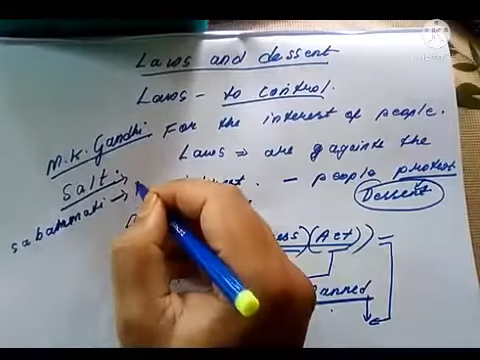 Laws and dessent
Laws - to control.
For the interest of people.
M.K. Gandhi
Laws => are againts the
Salt.
- people protest
Dessent
sabarmati
(Act)) =
Banned